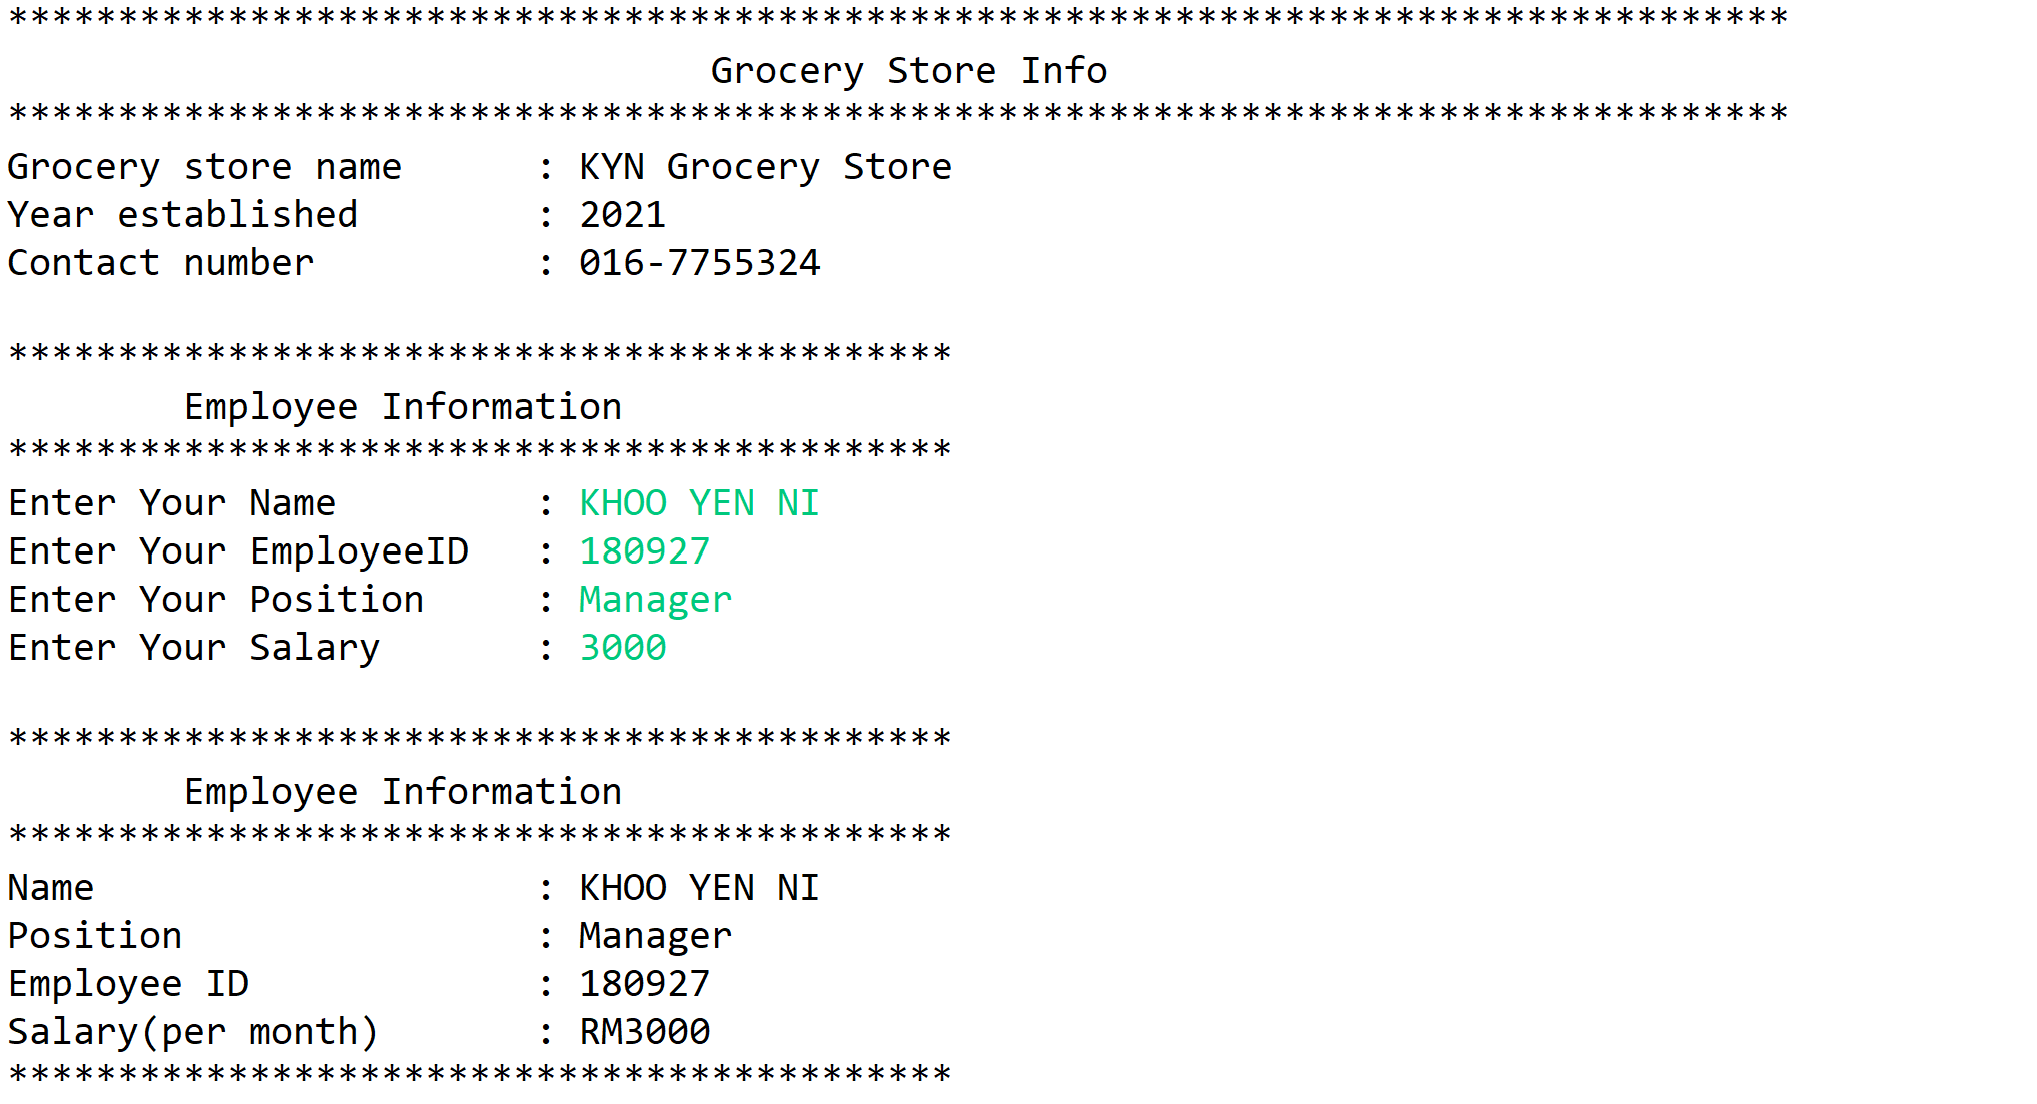 *********************************************************************************
                                Grocery Store Info
*********************************************************************************
Grocery store name      : KYN Grocery Store
Year established        : 2021
Contact number          : 016-7755324

*******************************************
        Employee Information
*******************************************
Enter Your Name         : KHOO YEN NI
Enter Your EmployeeID   : 180927
Enter Your Position     : Manager
Enter Your Salary       : 3000

*******************************************
        Employee Information
*******************************************
Name                    : KHOO YEN NI
Position                : Manager
Employee ID             : 180927
Salary(per month)       : RM3000
*******************************************